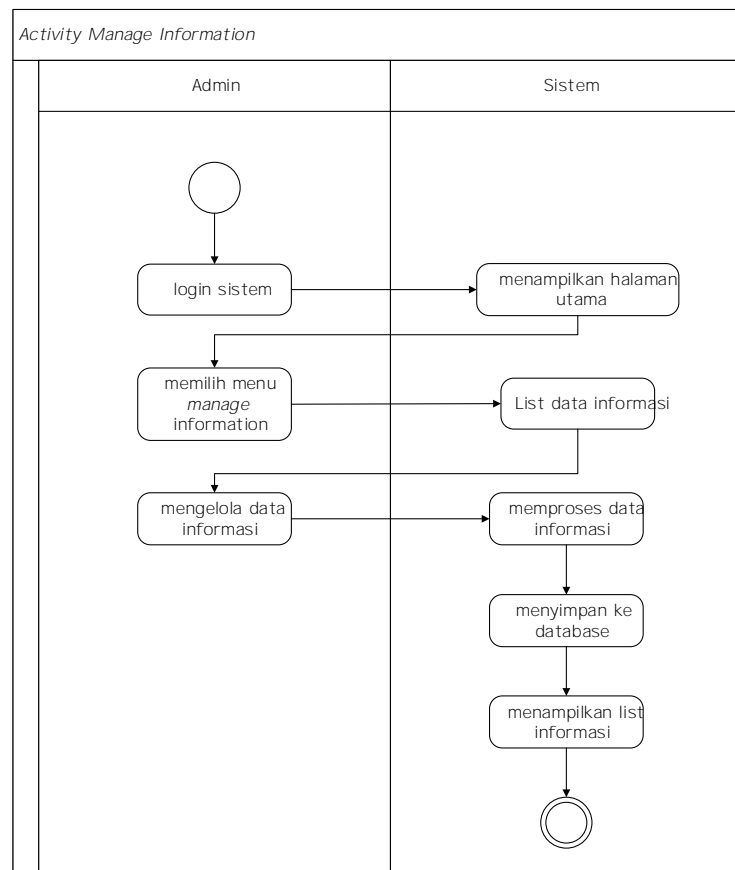 Activity Manage Information
Admin
Sistem
login sistem
menampilkan halaman
utama
memilih menu
manage
information
List data informasi
mengelola data
informasi
memproses data
informasi
menyimpan ke
database
menampilkan list
informasi